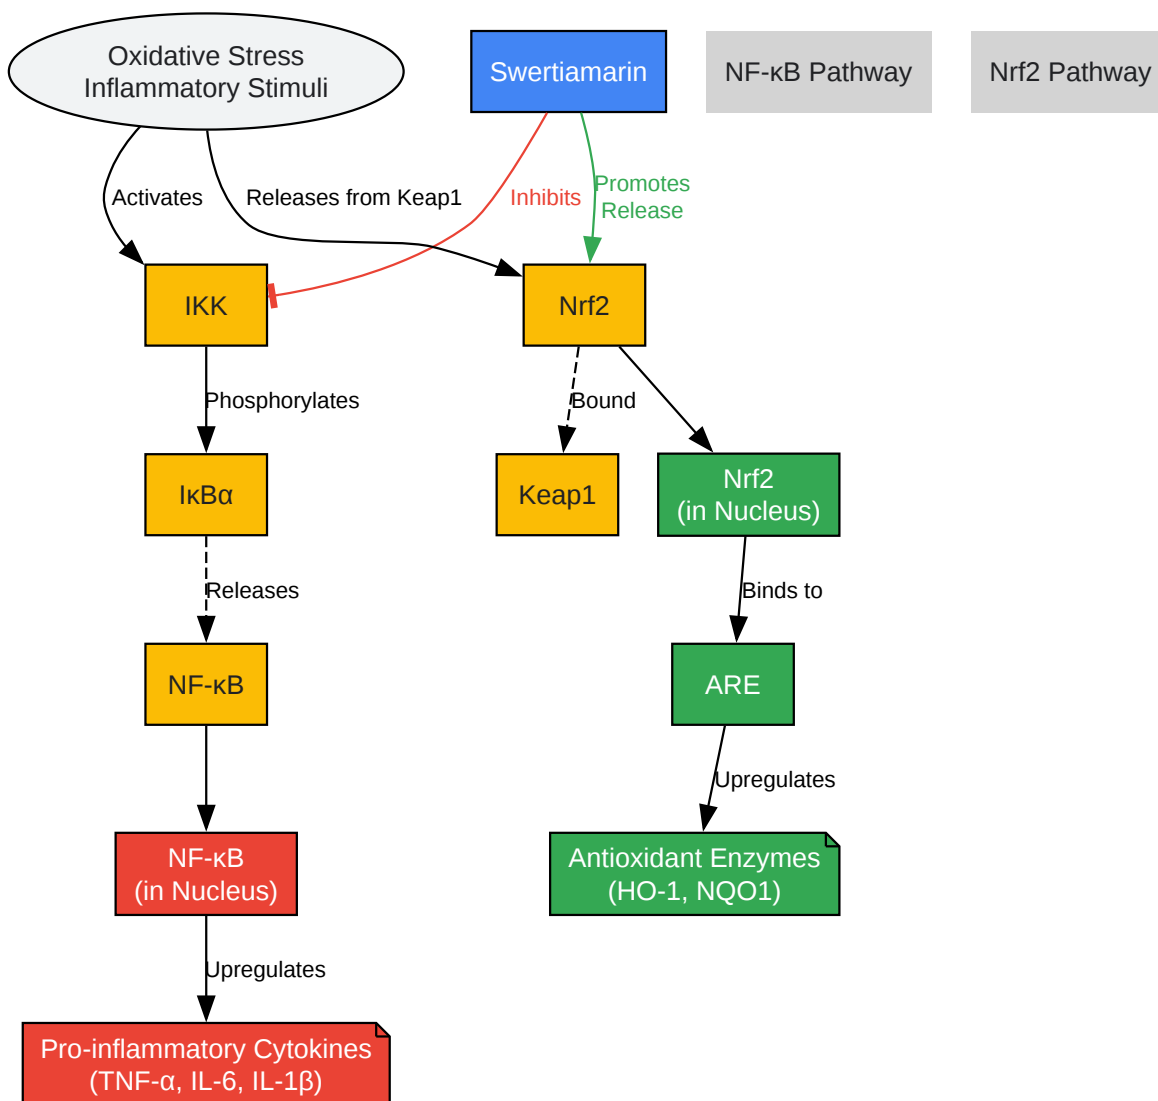 Oxidative Stress
Inflammatory Stimuli
Swertiamarin
NF-κB Pathway
Nrf2 Pathway
Activates
Releases from Keap1
Inhibits
Promotes
Release
IKK
Nrf2
Phosphorylates
Bound
IκBα
Keap1
Nrf2
(in Nucleus)
Releases
Binds to
NF-κB
ARE
Upregulates
NF-κB
(in Nucleus)
Antioxidant Enzymes
(HO-1, NQO1)
Upregulates
Pro-inflammatory Cytokines
(TNF-α, IL-6, IL-1β)